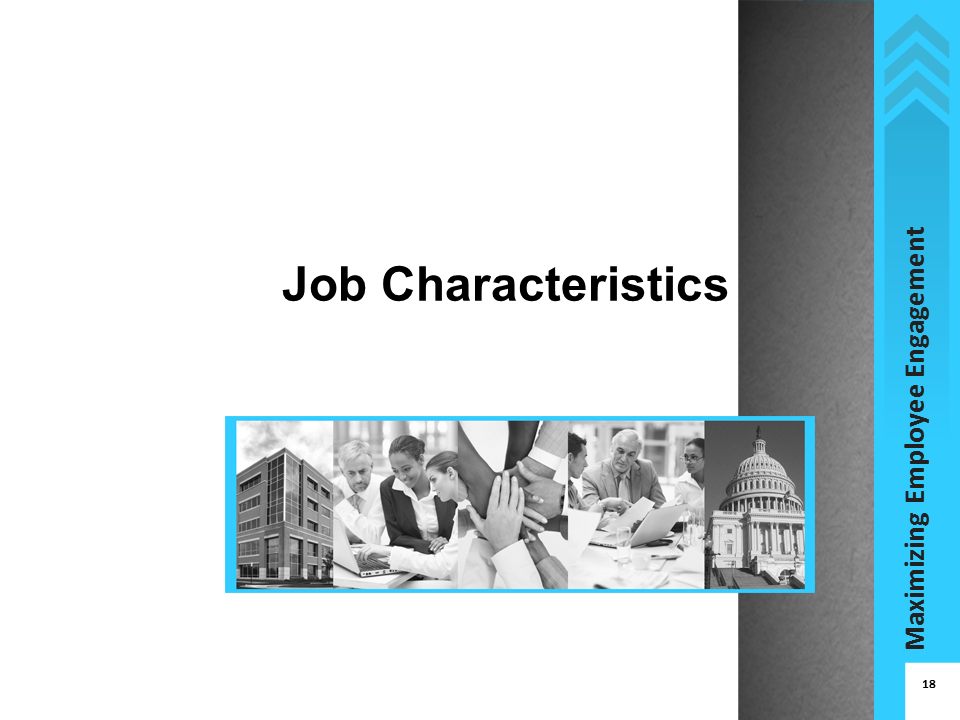 Job Characteristics
Maximizing Employee Engagement
18